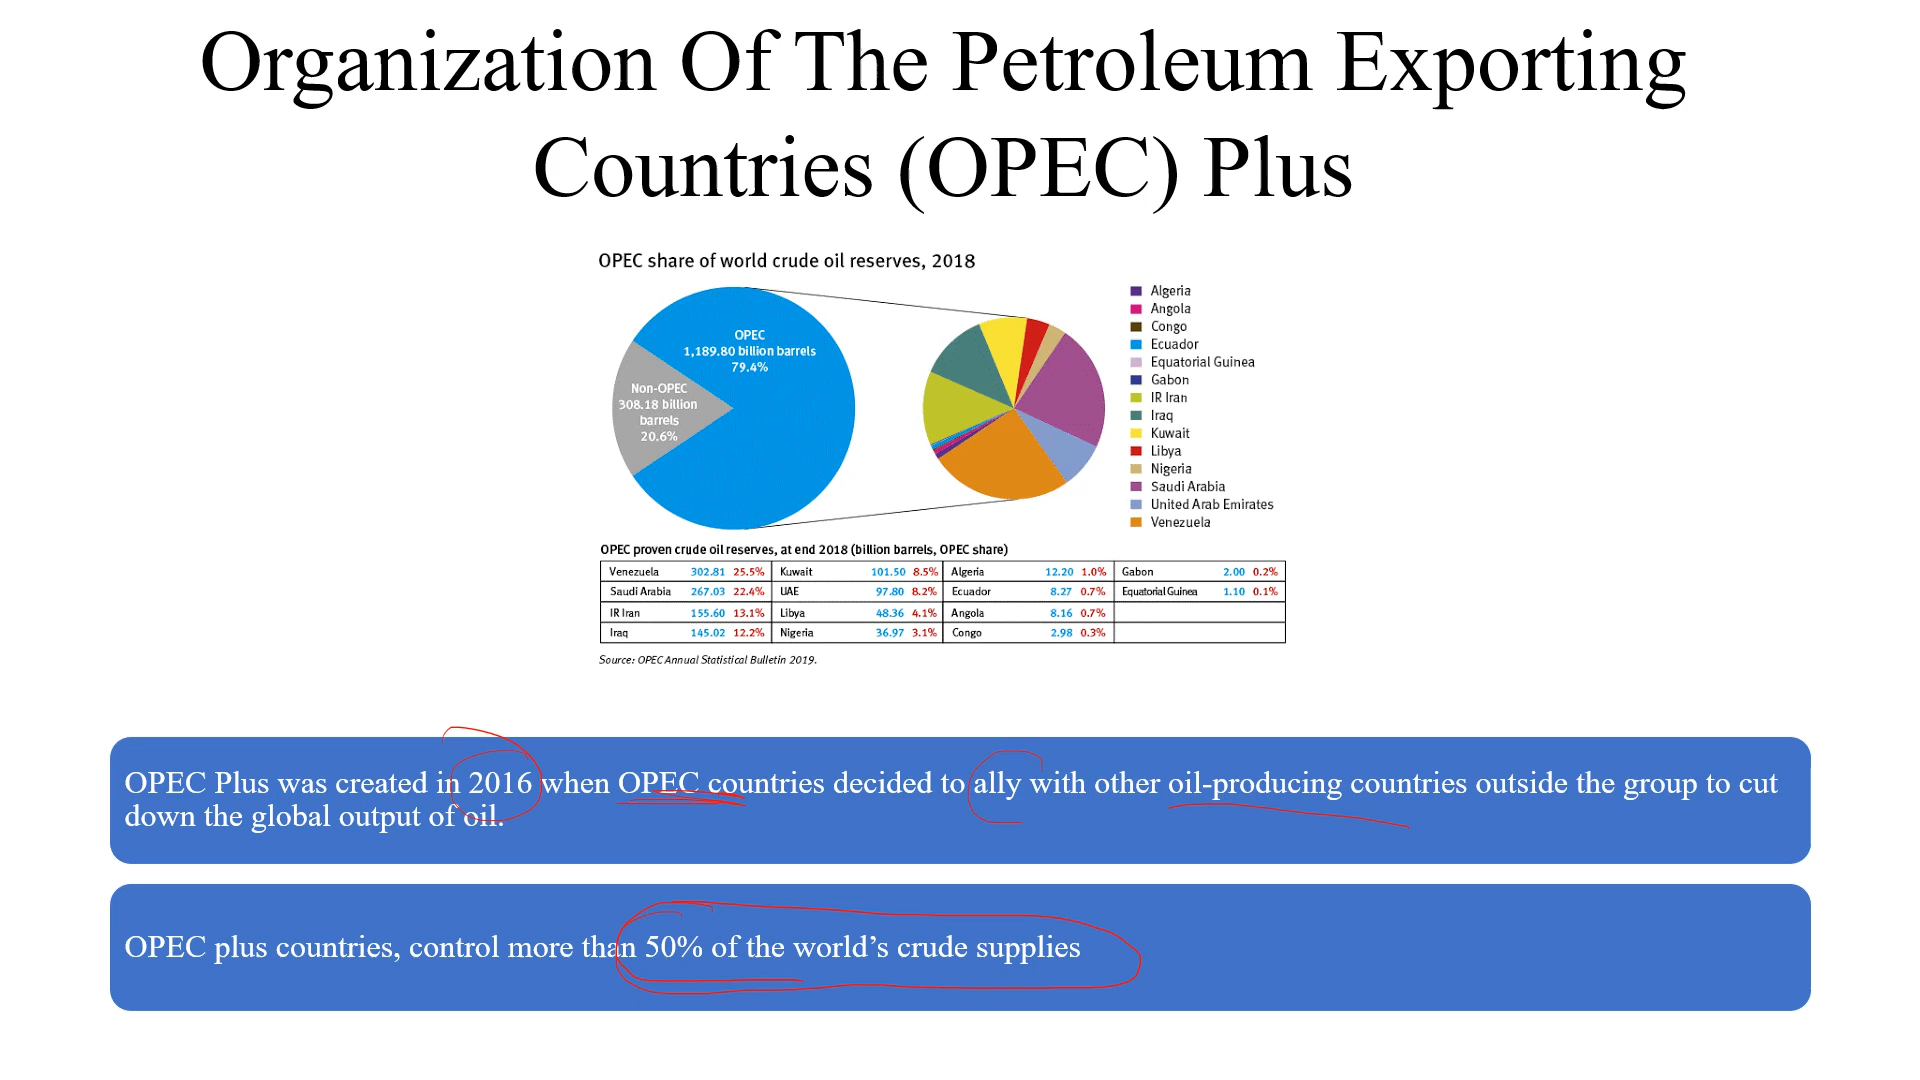 Organization Of The Petroleum Exporting
Countries (OPEC) Plus
OPEC share of world crude oil reserves, 2018
OPEC
1,189.80 billion barrels
79.4%
Non-OPEC
308.18 billion
barrels
20.6%
Algeria
Angola
Congo
Ecuador
Equatorial Guinea
Gabon
IR Iran
Iraq
Kuwait
Libya
Nigeria
Saudi Arabia
United Arab Emirates
Venezuela
OPEC proven crude oil reserves, at end 2018 (billion barrels, OPEC share)
Venezuela 302.81 25.5% Kuwait 101.50 8.5% Algeria 12.20 1.0% Gabon 2.00 0.2%
Saudi Arabia 267.03 22.4% UAE 97.80 8.2% Ecuador 8.27 0.7% Equatorial Guinea 1.10 0.1%
IR Iran 155.60 13.1% Libya 48.36 4.1% Angola 8.16 0.7%
Iraq 145.02 12.2% Nigeria 36.97 3.1% Congo 2.98 0.3%
Source: OPEC Annual Statistical Bulletin 2019.
OPEC Plus was created in 2016 when OPEC countries decided to ally with other oil-producing countries outside the group to cut
down the global output of oil.
OPEC plus countries, control more than 50% of the world’s crude supplies